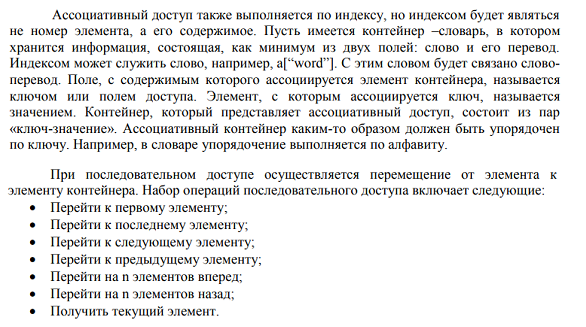 Ассоциативный доступ также выполняется по индексу, но индексом будет являться
не номер элемента, а его содержимое. Пусть имеется контейнер –словарь, в котором
хранится информация, состоящая, как минимум из двух полей: слово и его перевод.
Индексом может служить слово, например, a[“word”]. С этим словом будет связано слово-
перевод. Поле, с содержимым которого ассоциируется элемент контейнера, называется
ключом или полем доступа. Элемент, с которым ассоциируется ключ, называется
значением. Контейнер, который представляет ассоциативный доступ, состоит из пар
«ключ-значение». Ассоциативный контейнер каким-то образом должен быть упорядочен
по ключу. Например, в словаре упорядочение выполняется по алфавиту.
При последовательном доступе осуществляется перемещение от элемента к
элементу контейнера. Набор операций последовательного доступа включает следующие:
• Перейти к первому элементу;
• Перейти к последнему элементу;
• Перейти к следующему элементу;
• Перейти к предыдущему элементу;
• Перейти на n элементов вперед;
• Перейти на n элементов назад;
• Получить текущий элемент.